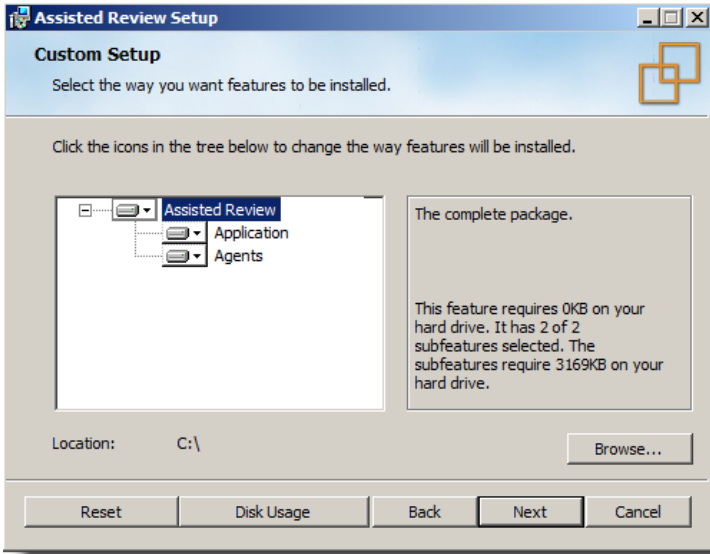 Assisted Review Setup
Custom Setup
Select the way you want features to be installed.
Click the icons in the tree below to change the way features will be installed.
Assisted Review
Application
Agents
The complete package.
This feature requires 0KB on your
hard drive. It has 2 of 2
subfeatures selected. The
subfeatures require 3169KB on your
hard drive.
Location: C:\
Browse...
Reset Disk Usage Back Next Cancel